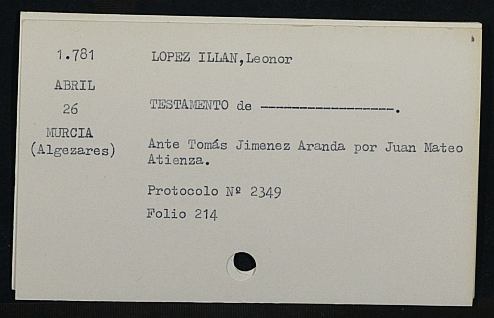 1.781
LOPEZ ILLAN,Leonor
ABRIL
26
TESTAMENTO de -----------------.
MURCIA
(Algezares)
Ante Tomás Jimenez Aranda por Juan Mateo
Atienza.
Protocolo Nº 2349
Folio 214